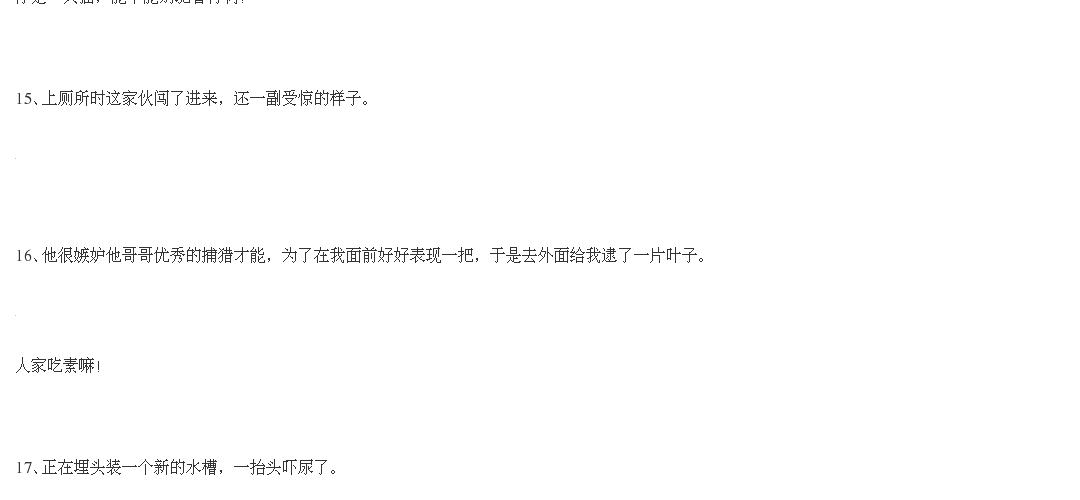 15、上厕所时这家伙闯了进来，还一副受惊的样子。
16、他很嫉妒他哥哥优秀的捕猎才能，为了在我面前好好表现一把，于是去外面给我逮了一片叶子。
人家吃素嘛！
17、正在埋头装一个新的水槽，一抬头吓尿了。